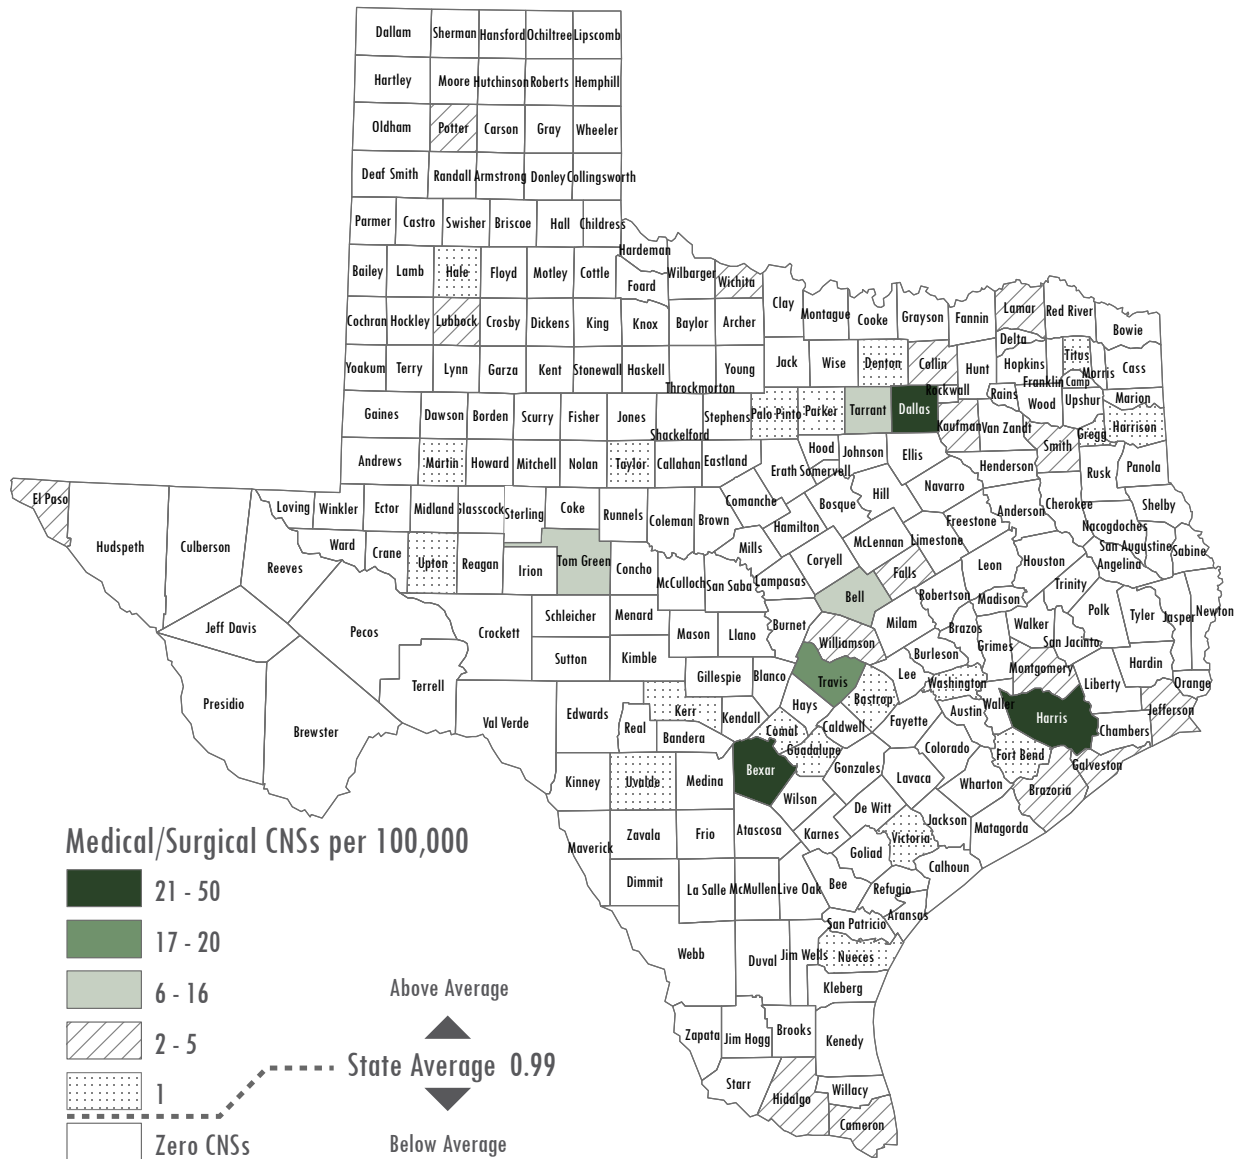 Dallam Sherman Hansford Ochiltree Lipscomb
Hartley Moore Hutchinson Roberts Hemphill
Oldham Potter Carson Gray Wheeler
Deaf Smith Randall Armstrong Donley Collingsworth
Parmer Castro Swisher Briscoe Hall Childress
Hardeman
Bailey Lamb Hale Floyd Motley Cottle Foard Wilbarger Wichita
Clay Montague Cooke Grayson Fannin Lamar Red River Bowie
Cochran Hockley Lubbock Crosby Dickens King Knox Baylor Archer
Delta
Yoakum Terry Lynn Garza Kent Stonewall Haskell Throckmorton Young Jack Wise Denton Collin Hunt Hopkins Franklin Titus Camp Morris Cass
Rockwall Rains Wood Upshur Marion
Gaines Dawson Borden Scurry Fisher Jones Shackelford Stephens Palo Pinto Parker Tarrant Dallas Kaufman Van Zandt Smith Gregg Harrison
Andrews Martin Howard Mitchell Nolan Taylor Callahan Eastland Erath Hood Somervell Johnson Ellis Henderson Rusk Panola
El Paso Hudspeth Culberson Reeves Loving Winkler Ector Midland Glasscock Sterling Coke Runnels Coleman Brown Comanche Bosque Hill Navarro Anderson Cherokee Shelby
Hamilton Freestone Nacogdoches
Ward Crane Upton Reagan Irion Tom Green Concho McCulloch San Saba Mills Lampasas Coryell McLennan Limestone Falls Leon Houston Angelina San Augustine Sabine
Trinity
Jeff Davis Pecos Crockett Schleicher Menard Mason Llano Burnet Bell Milam Robertson Madison Walker Polk Tyler Jasper Newton
Brazos Grimes San Jacinto
Sutton Kimble Gillespie Blanco Williamson Burleson Montgomery Hardin
Presidio Brewster Terrell Val Verde Edwards Real Kerr Kendall Hays Travis Bastrop Lee Washington Waller Harris Liberty Orange
Bandera Comal Caldwell Fayette Austin Chambers Jefferson
Kinney Uvalde Medina Bexar Guadalupe Gonzales Lavaca Colorado Fort Bend Galveston
Wilson Wharton Brazoria
Maverick Zavala Frio Atascosa Karnes De Witt Jackson Matagorda
Goliad Victoria Calhoun
Dimmit La Salle McMullen Live Oak Bee Refugio
Aransas
San Patricio
Webb Duval Jim Wells Nueces
Kleberg
Zapata Jim Hogg Brooks Kenedy
Starr Hidalgo Willacy
Cameron
Medical/Surgical CNSs per 100,000
21 - 50
17 - 20
6 - 16
2 - 5
1
Zero CNSs
Above Average
State Average 0.99
Below Average